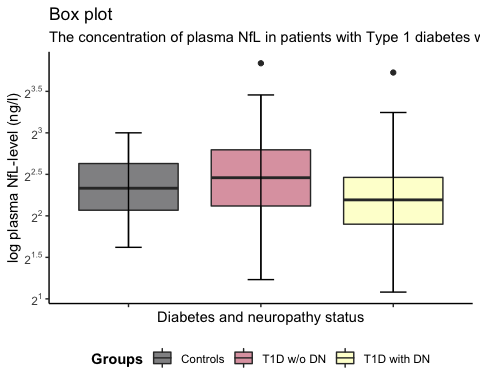 Box plot
The concentration of plasma NfL in patients with Type 1 diabetes w
log plasma NfL-level (ng/l)
2^3.5
2^3
2^2.5
2^2
2^1.5
2^1
Diabetes and neuropathy status
Groups Controls T1D w/o DN T1D with DN